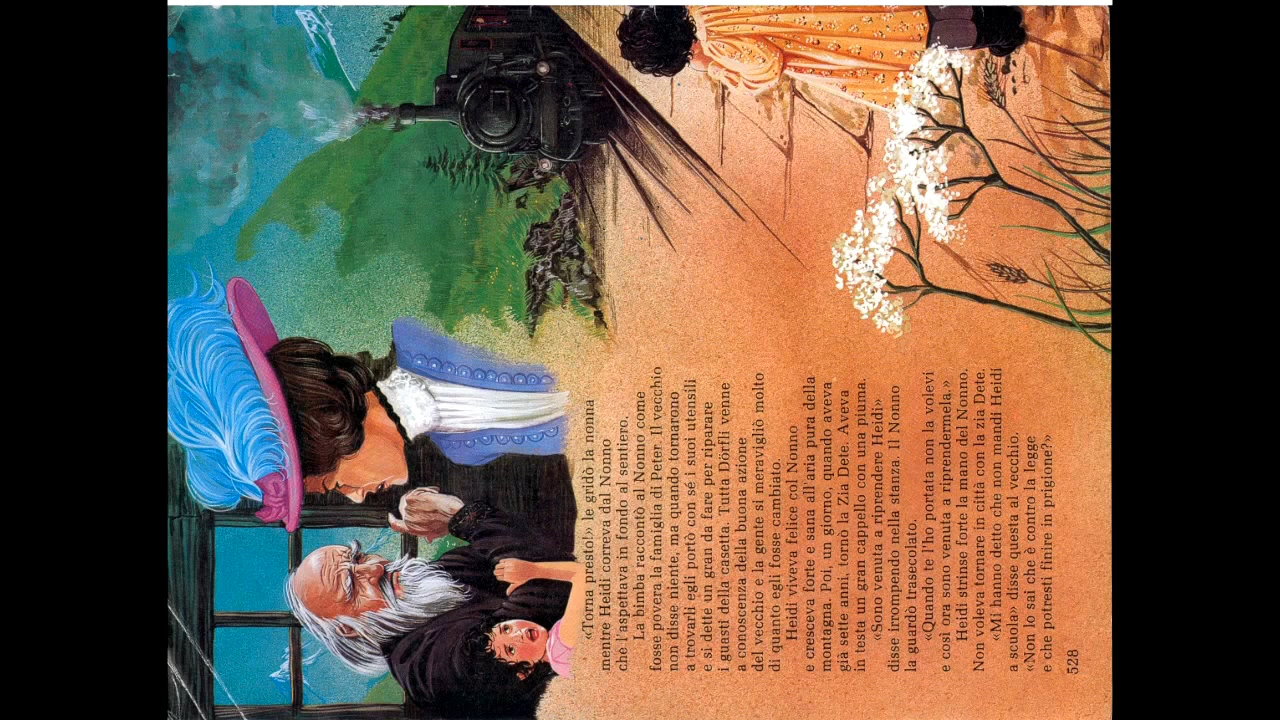 «Torna presto!» le gridò la nonna
mentre Heidi correva dal Nonno
che l'aspettava in fondo al sentiero.
La bimba raccontò al Nonno come
fosse povera la famiglia di Peter. Il vecchio
non disse niente, ma quando tornarono
a trovarli egli portò con sé i suoi utensili
e si dette un gran da fare per riparare
i guasti della casetta. Tutta Dörfli venne
a conoscenza della buona azione
del vecchio e la gente si meravigliò molto
di quanto egli fosse cambiato.
Heidi viveva felice col Nonno
e cresceva forte e sana all'aria pura della
montagna. Poi, un giorno, quando aveva
già sette anni, tornò la Zia Dete. Aveva
in testa un gran cappello con una piuma.
«Sono venuta a riprendere Heidi»
disse irrompendo nella stanza. Il Nonno
la guardò trasecolato.
«Quando te l'ho portata non la volevi
e così ora sono venuta a riprendermela.»
Heidi strinse forte la mano del Nonno.
Non voleva tornare in città con la zia Dete.
«Mi hanno detto che non mandi Heidi
a scuola» disse questa al vecchio.
«Non lo sai che è contro la legge
e che potresti finire in prigione?»
528